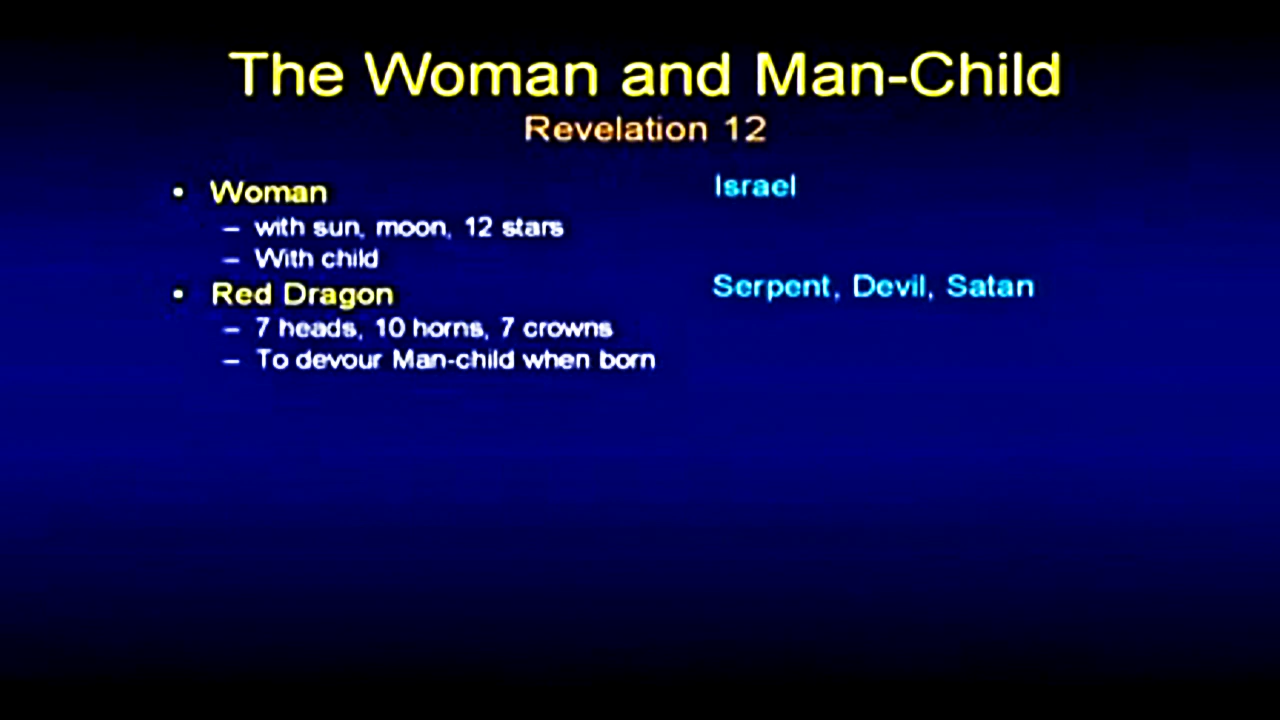 The Woman and Man-Child
Revelation 12
• Woman
Israel
– with sun, moon, 12 stars
– With child
• Red Dragon
Serpent, Devil, Satan
– 7 heads, 10 horns, 7 crowns
– To devour Man-child when born